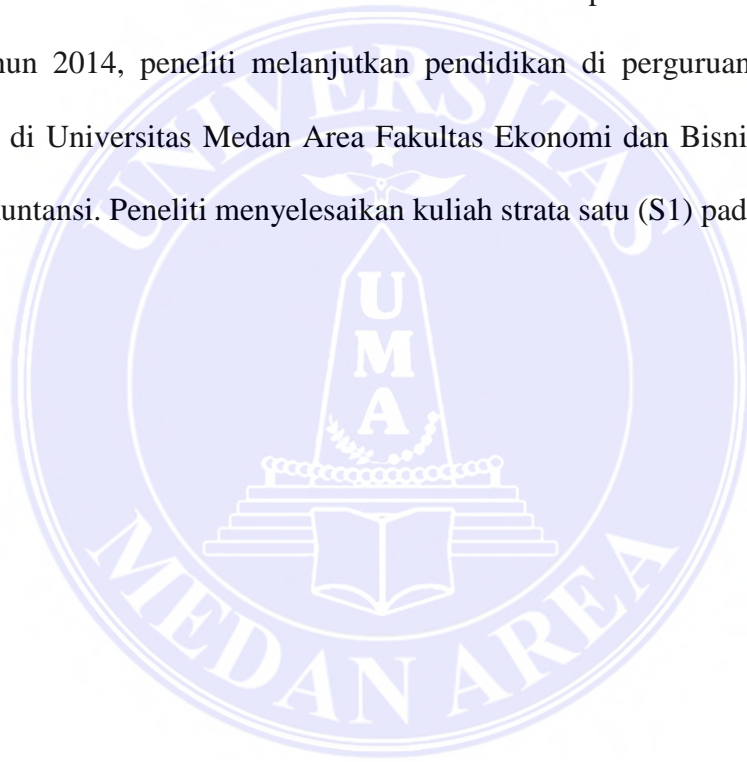 hun 2014, peneliti melanjutkan pendidikan di perguruan
di Universitas Medan Area Fakultas Ekonomi dan Bisni
untansi. Peneliti menyelesaikan kuliah strata satu (S1) pad
UNIVERSITAS
U
M
A
MEDAN AREA